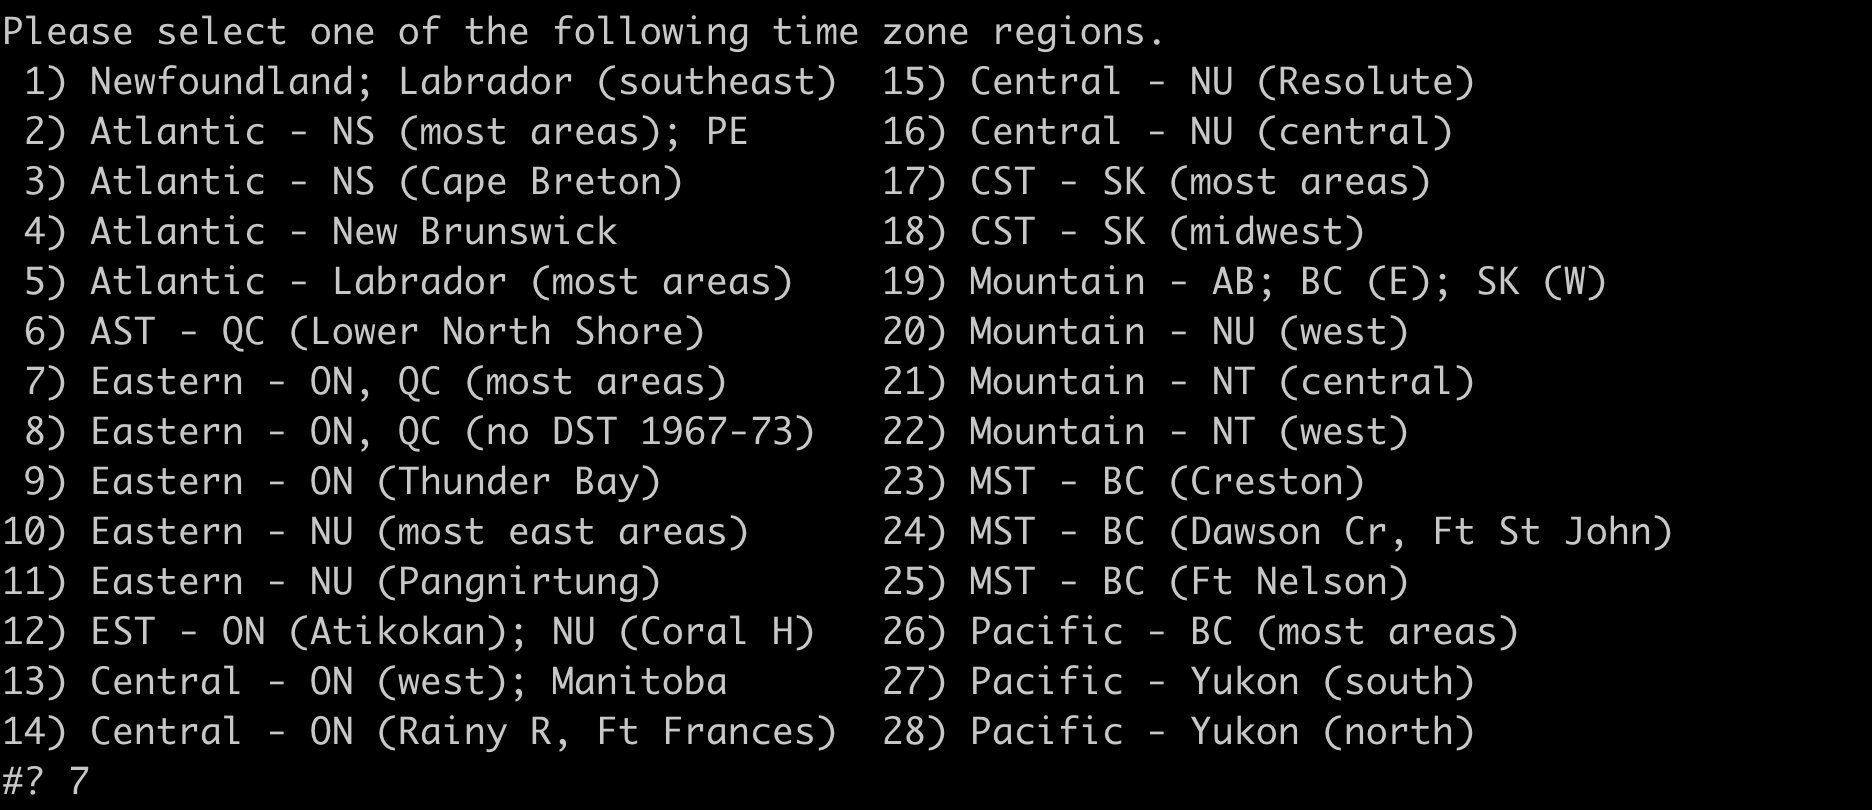 Please select one of the following time zone regions.
 1) Newfoundland; Labrador (southeast)  15) Central - NU (Resolute)
 2) Atlantic - NS (most areas); PE      16) Central - NU (central)
 3) Atlantic - NS (Cape Breton)         17) CST - SK (most areas)
 4) Atlantic - New Brunswick            18) CST - SK (midwest)
 5) Atlantic - Labrador (most areas)    19) Mountain - AB; BC (E); SK (W)
 6) AST - QC (Lower North Shore)        20) Mountain - NU (west)
 7) Eastern - ON, QC (most areas)       21) Mountain - NT (central)
 8) Eastern - ON, QC (no DST 1967-73)   22) Mountain - NT (west)
 9) Eastern - ON (Thunder Bay)          23) MST - BC (Creston)
10) Eastern - NU (most east areas)      24) MST - BC (Dawson Cr, Ft St John)
11) Eastern - NU (Pangnirtung)          25) MST - BC (Ft Nelson)
12) EST - ON (Atikokan); NU (Coral H)   26) Pacific - BC (most areas)
13) Central - ON (west); Manitoba       27) Pacific - Yukon (south)
14) Central - ON (Rainy R, Ft Frances)  28) Pacific - Yukon (north)
#? 7